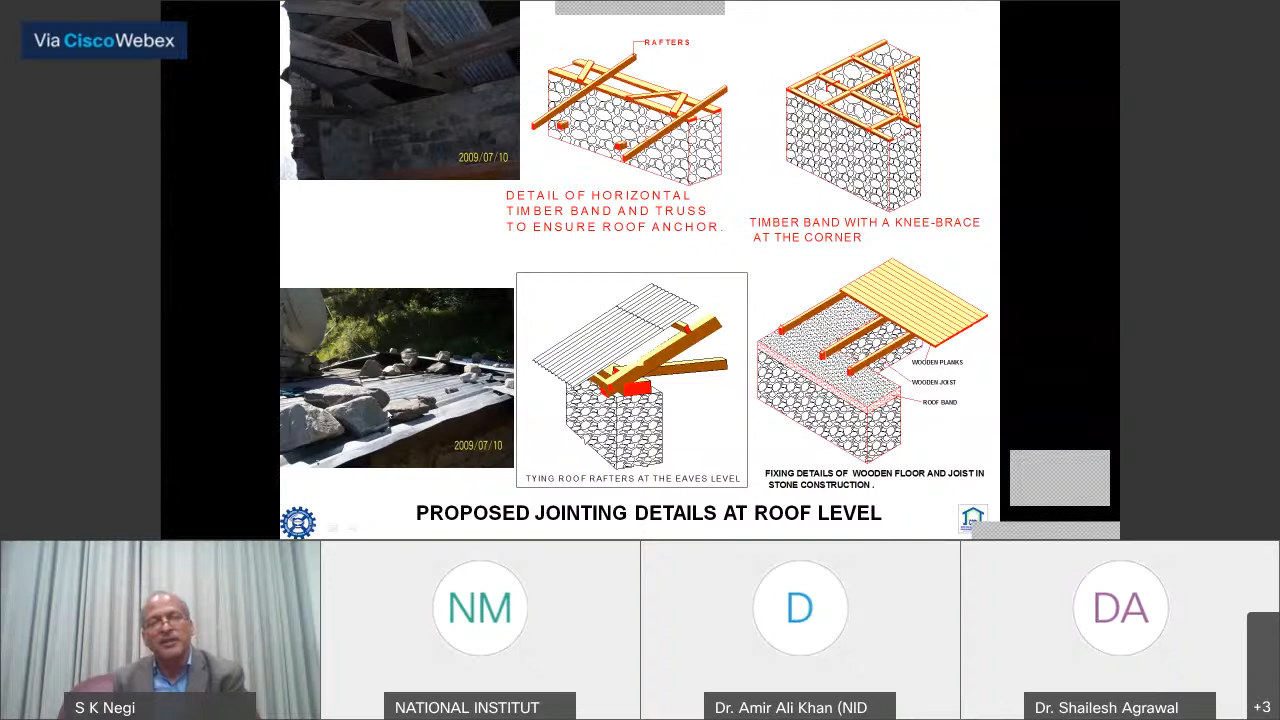 Via Cisco Webex
2009/07/10
RAFTERS
DETAIL OF HORIZONTAL
TIMBER BAND AND TRUSS
TO ENSURE ROOF ANCHOR.
TIMBER BAND WITH A KNEE-BRACE
AT THE CORNER
2009/07/10
TYING ROOF RAFTERS AT THE EAVES LEVEL
WOODEN PLANKS
WOODEN JOIST
ROOF BAND
FIXING DETAILS OF WOODEN FLOOR AND JOIST IN
STONE CONSTRUCTION .
PROPOSED JOINTING DETAILS AT ROOF LEVEL
NM
D
DA
S K Negi
NATIONAL INSTITUT
Dr. Amir Ali Khan (NID
Dr. Shailesh Agrawal
+3